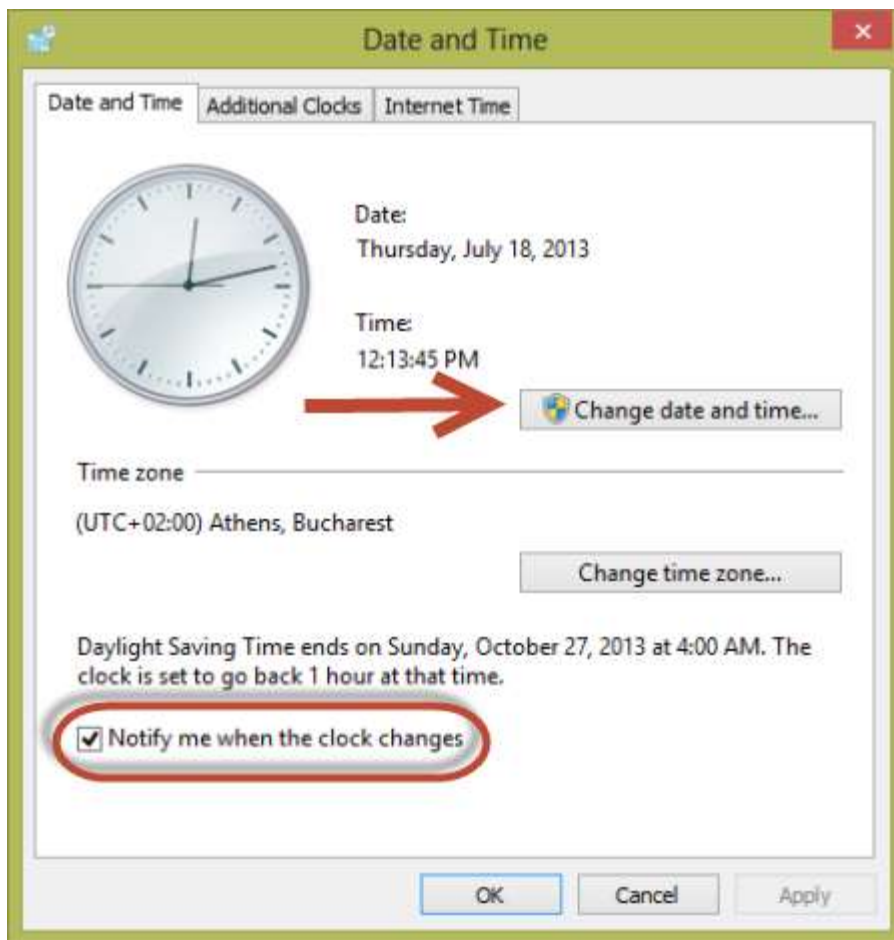 Date and Time
Date and Time
Additional Clocks
Internet Time
Date:
Thursday, July 18, 2013
Time:
12:13:45 PM
Change date and time...
Time zone
(UTC+02:00) Athens, Bucharest
Change time zone...
Daylight Saving Time ends on Sunday, October 27, 2013 at 4:00 AM. The
clock is set to go back 1 hour at that time.
Notify me when the clock changes
OK
Cancel
Apply